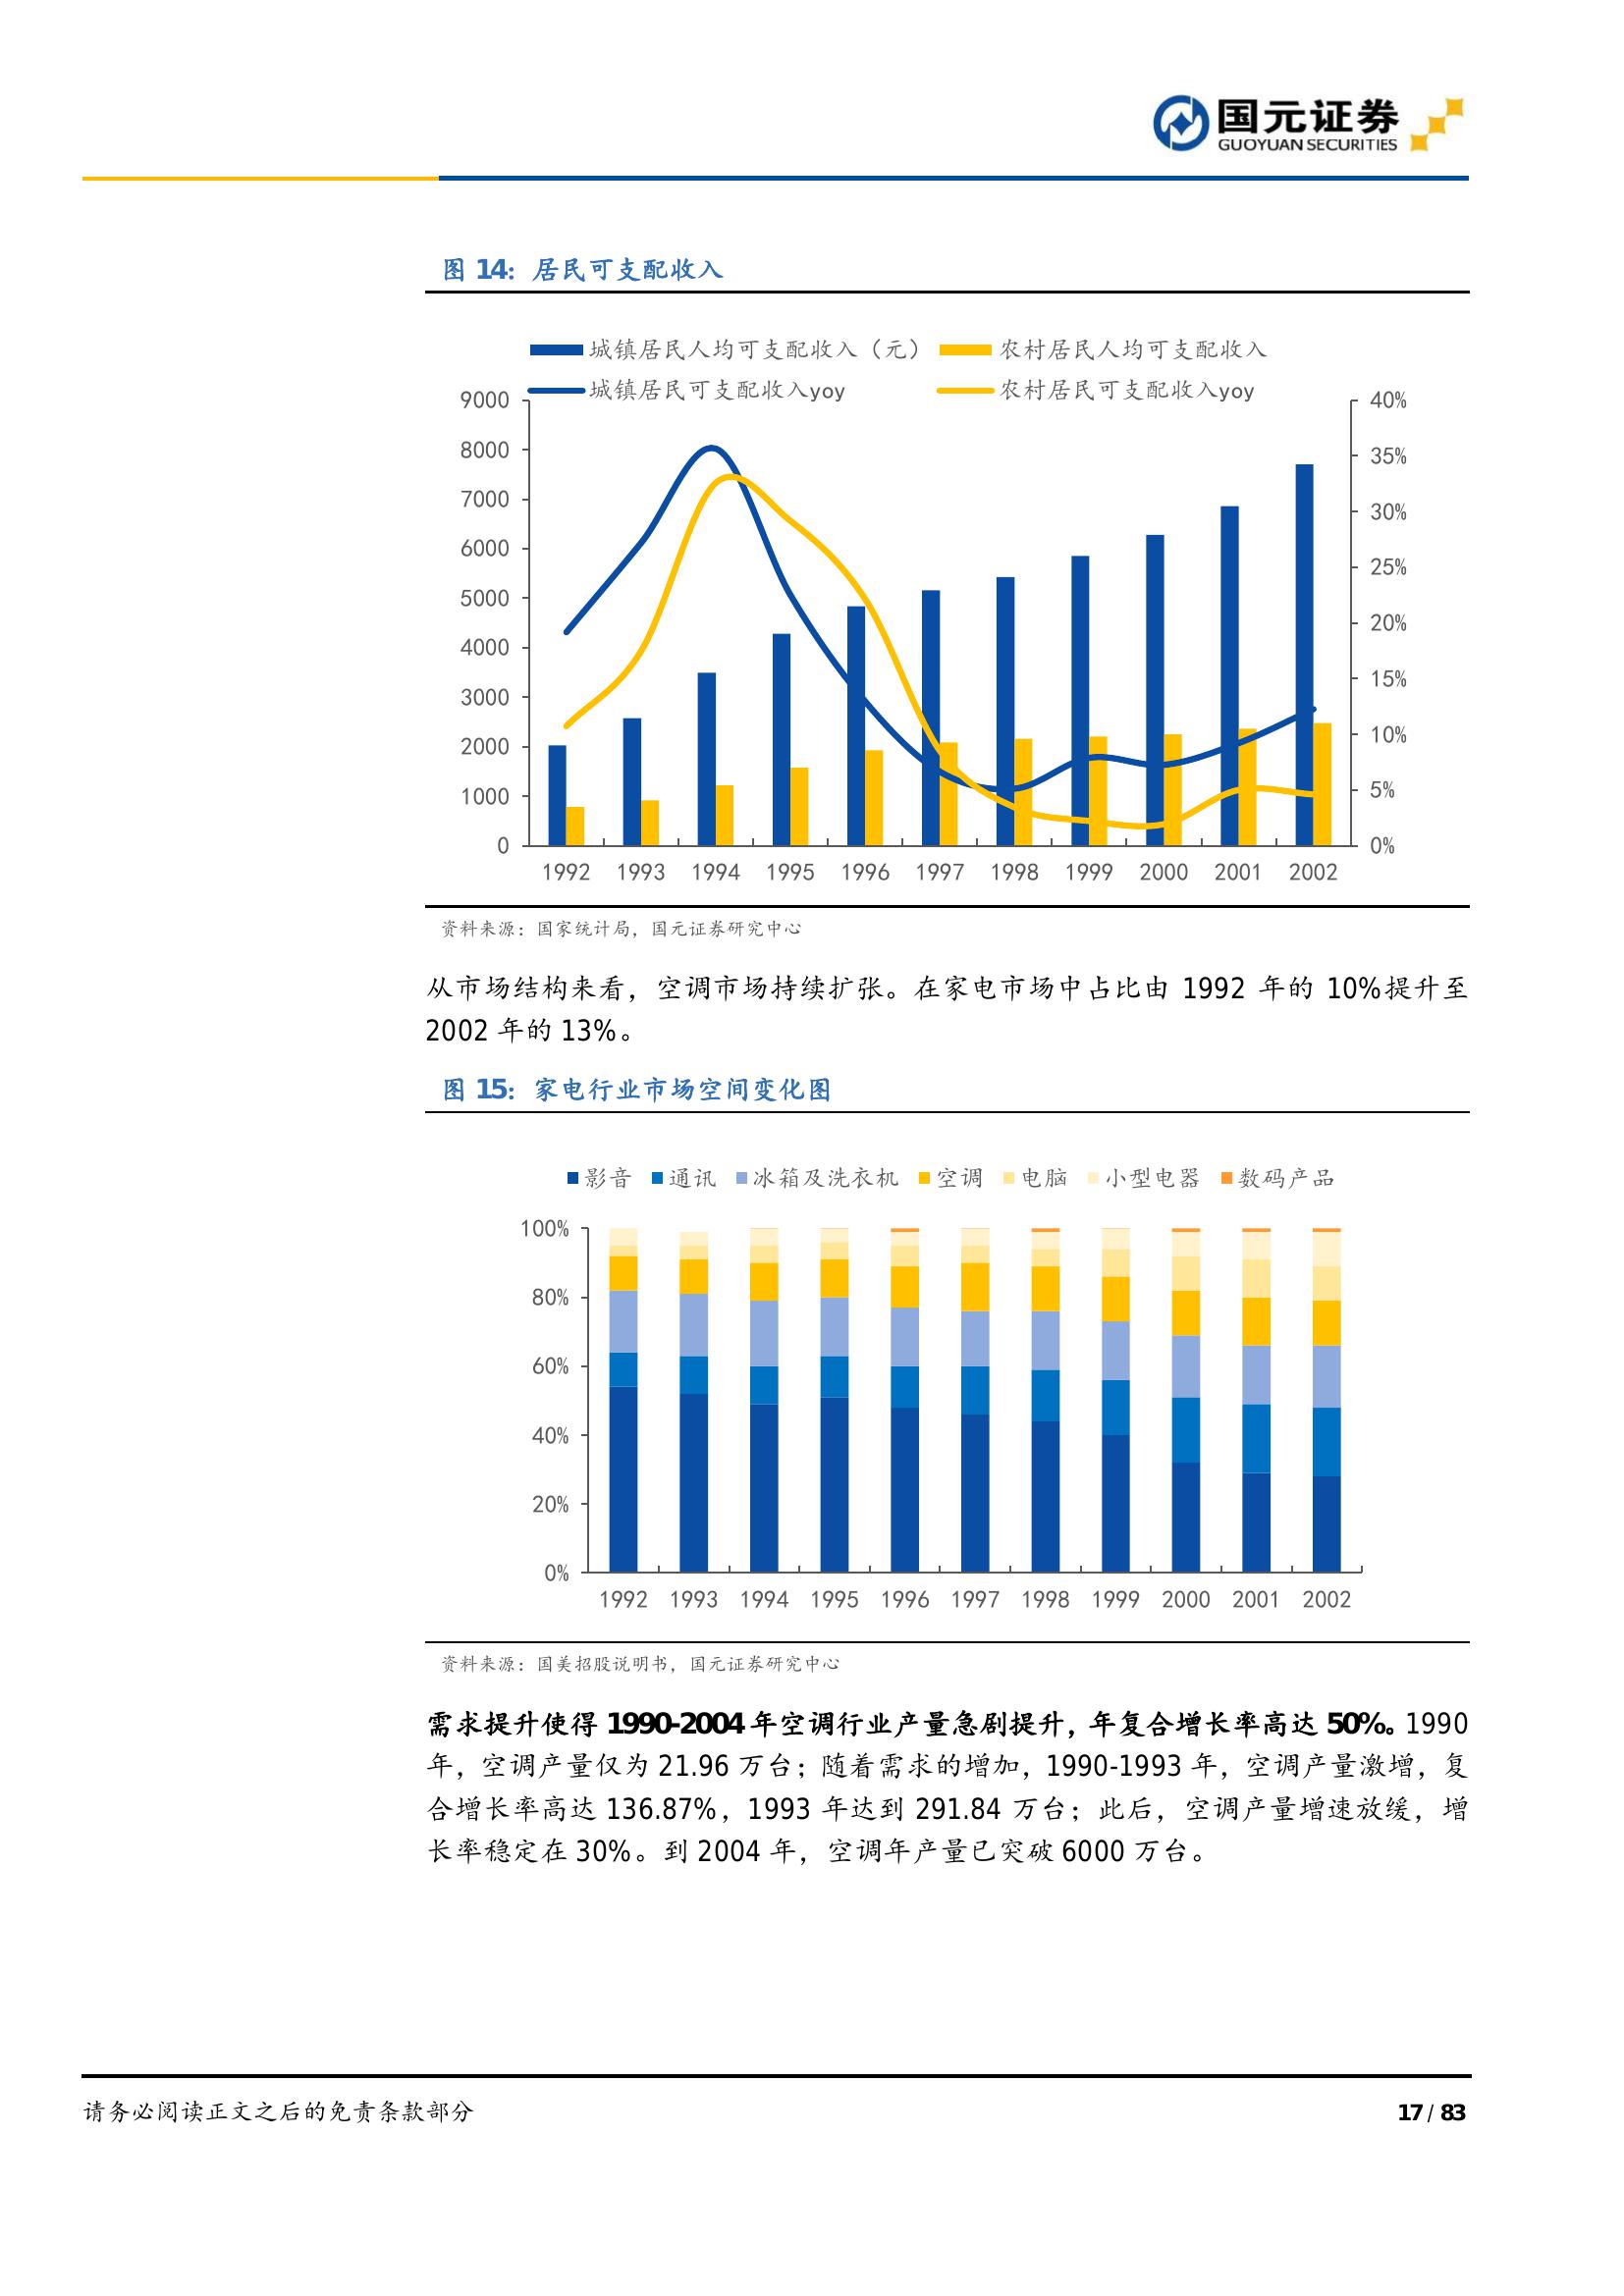 国元证券
GUOYUAN SECURITIES
图 14：居民可支配收入
城镇居民人均可支配收入（元） 农村居民人均可支配收入
城镇居民可支配收入yoy 农村居民可支配收入yoy
9000 40%
8000 35%
7000 30%
6000 25%
5000 20%
4000 15%
3000 10%
2000 5%
1000 0%
0
1992 1993 1994 1995 1996 1997 1998 1999 2000 2001 2002
资料来源：国家统计局，国元证券研究中心
从市场结构来看，空调市场持续扩张。在家电市场中占比由 1992 年的 10%提升至
2002 年的 13%。
图 15：家电行业市场空间变化图
影音 通讯 冰箱及洗衣机 空调 电脑 小型电器 数码产品
100%
80%
60%
40%
20%
0%
1992 1993 1994 1995 1996 1997 1998 1999 2000 2001 2002
资料来源：国美招股说明书，国元证券研究中心
需求提升使得 1990-2004 年空调行业产量急剧提升，年复合增长率高达 50%。1990
年，空调产量仅为 21.96 万台；随着需求的增加，1990-1993 年，空调产量激增，复
合增长率高达 136.87%，1993 年达到 291.84 万台；此后，空调产量增速放缓，增
长率稳定在 30%。到 2004 年，空调年产量已突破 6000 万台。
请务必阅读正文之后的免责条款部分 17 / 83